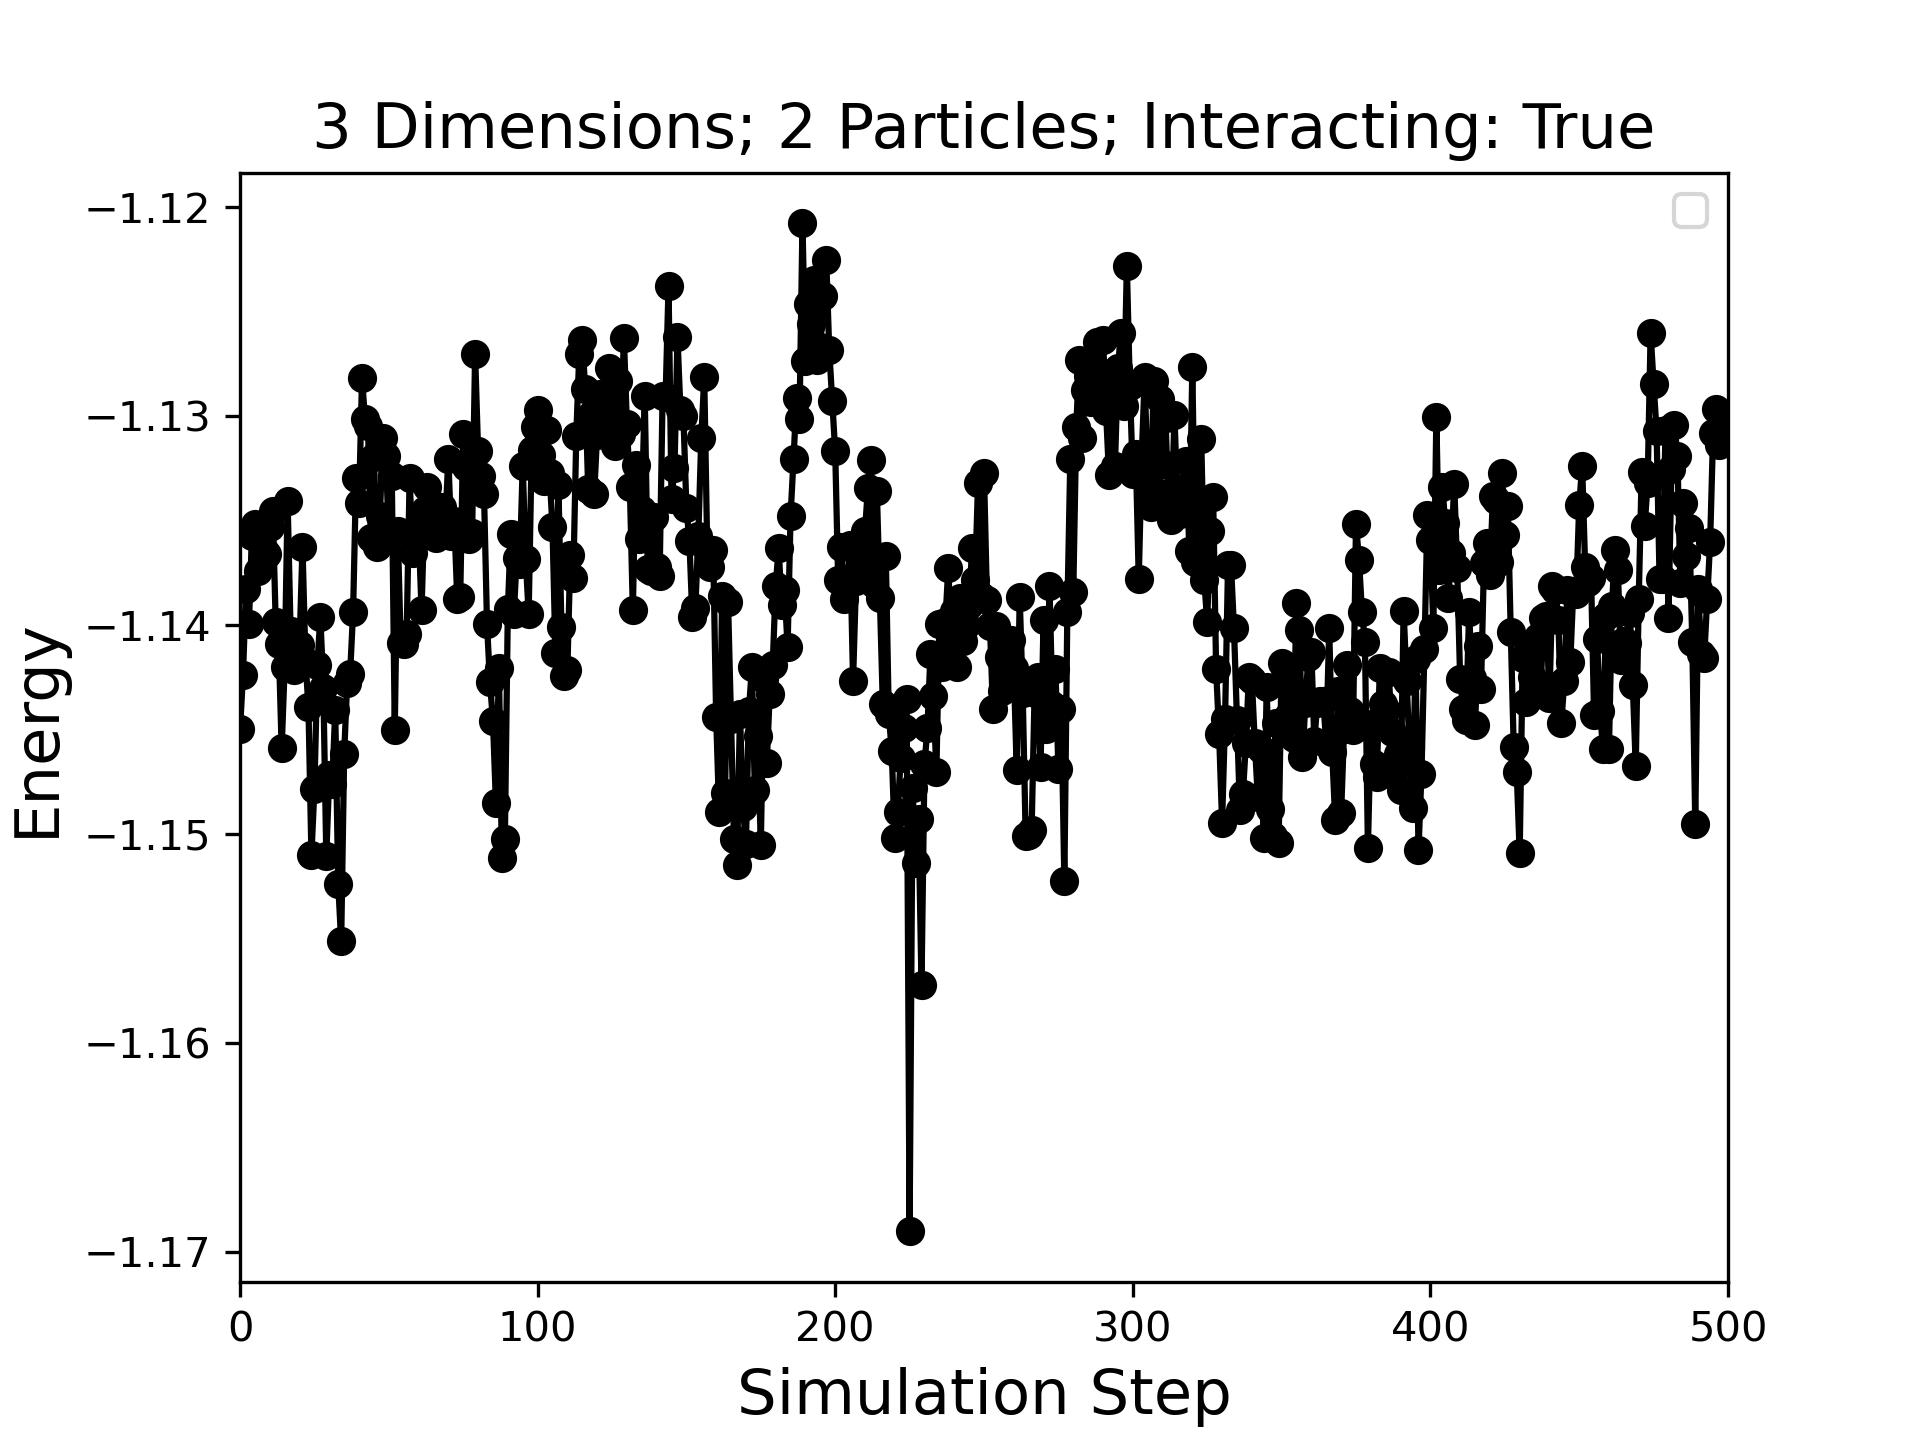 3 Dimensions; 2 Particles; Interacting: True
−1.12
−1.13
−1.14
−1.15
−1.16
−1.17
Energy
0 100 200 300 400 500
Simulation Step